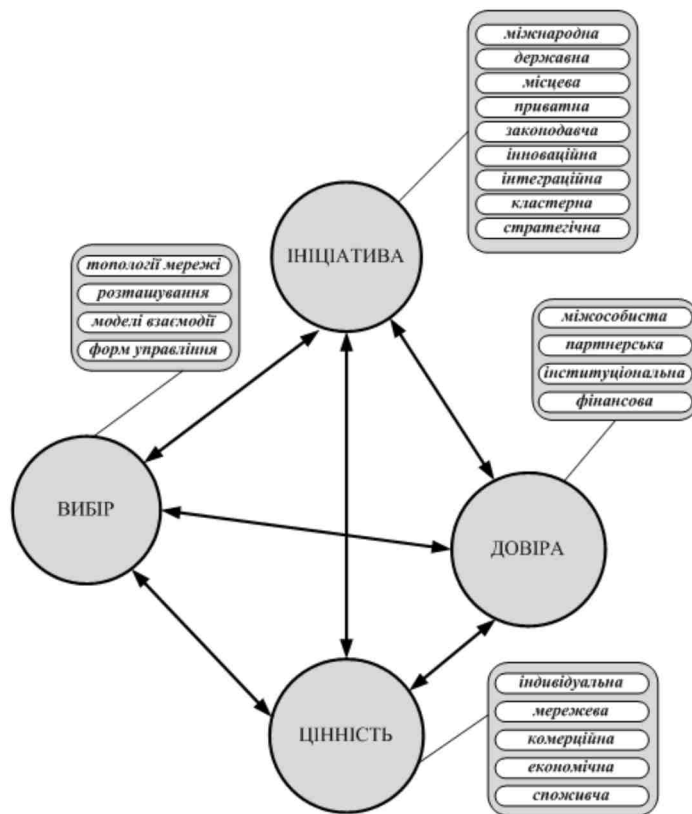 міжнародна
державна
місцева
приватна
законодавча
інноваційна
інтеграційна
кластерна
стратегічна
ІНІЦІАТИВА
топології мережі
розташування
моделі взаємодії
форм управління
міжособиста
партнерська
інституціональна
фінансова
ВИБІР
ДОВІРА
ЦІННІСТЬ
індивідуальна
мережева
комерційна
економічна
споживча